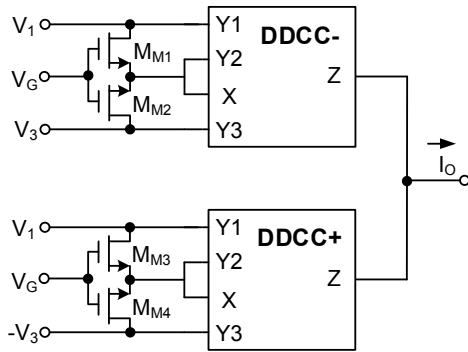 V1
Y1
DDCC-
MM1
Y2
VG
Z
X
MM2
V3
Y3
IO
V1
Y1
DDCC+
MM3
Y2
VG
Z
X
MM4
-V3
Y3